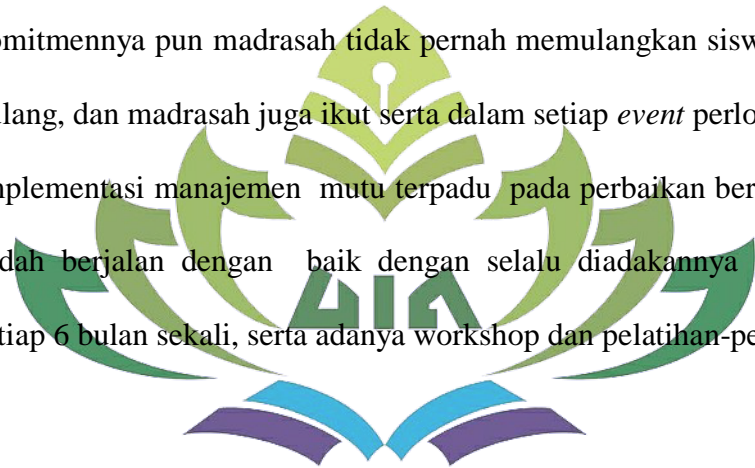 omitmennya pun madrasah tidak pernah memulangkan sisw
ulang, dan madrasah juga ikut serta dalam setiap event perlo
mplementasi manajemen mutu terpadu pada perbaikan ber
dah berjalan dengan baik dengan selalu diadakannya
tiap 6 bulan sekali, serta adanya workshop dan pelatihan-pe